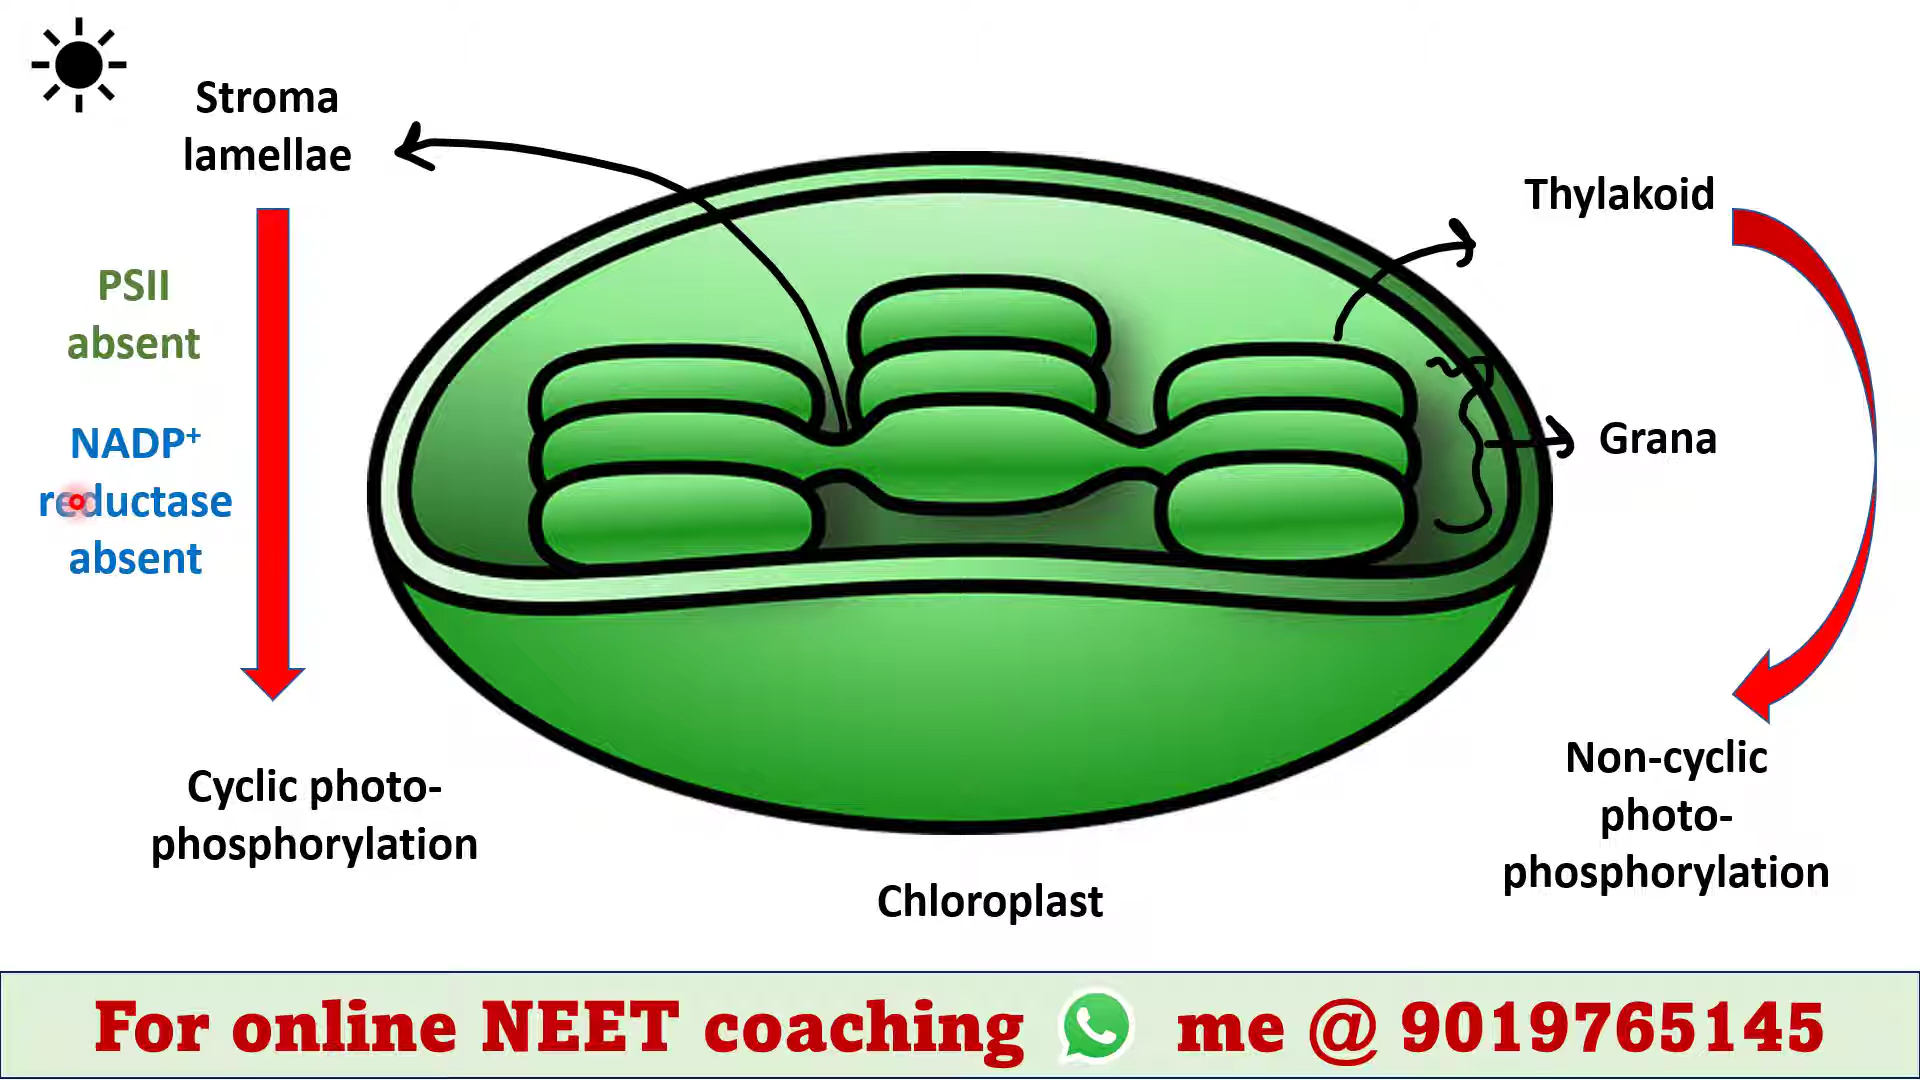 Stroma
lamellae
PSII
absent
NADP⁺
reductase
absent
Cyclic photo-
phosphorylation
Thylakoid
Grana
Non-cyclic
photo-
phosphorylation
Chloroplast
For online NEET coaching me @ 9019765145